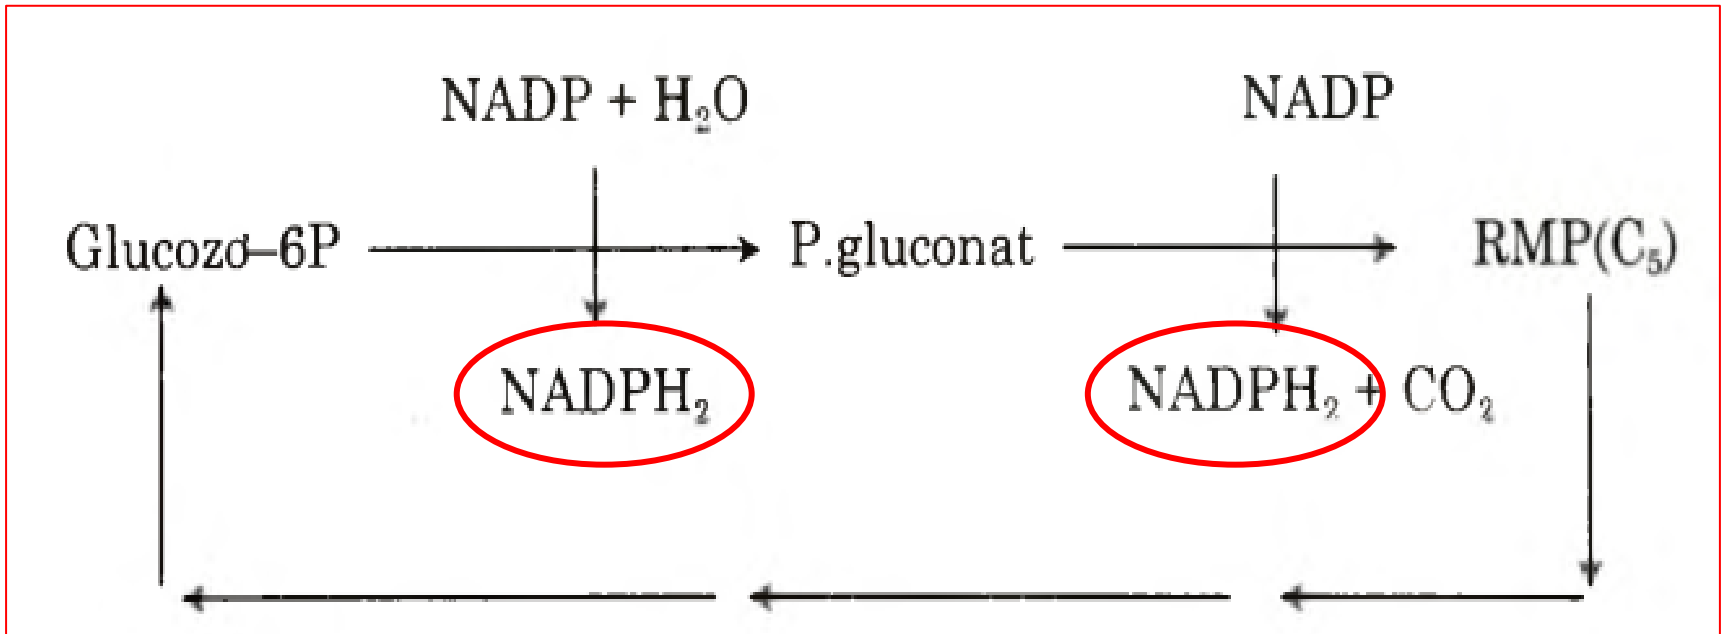 NADP + H₂O NADP
Glucozơ–6P P.gluconat RMP(C₅)
NADPH₂ NADPH₂ + CO₂